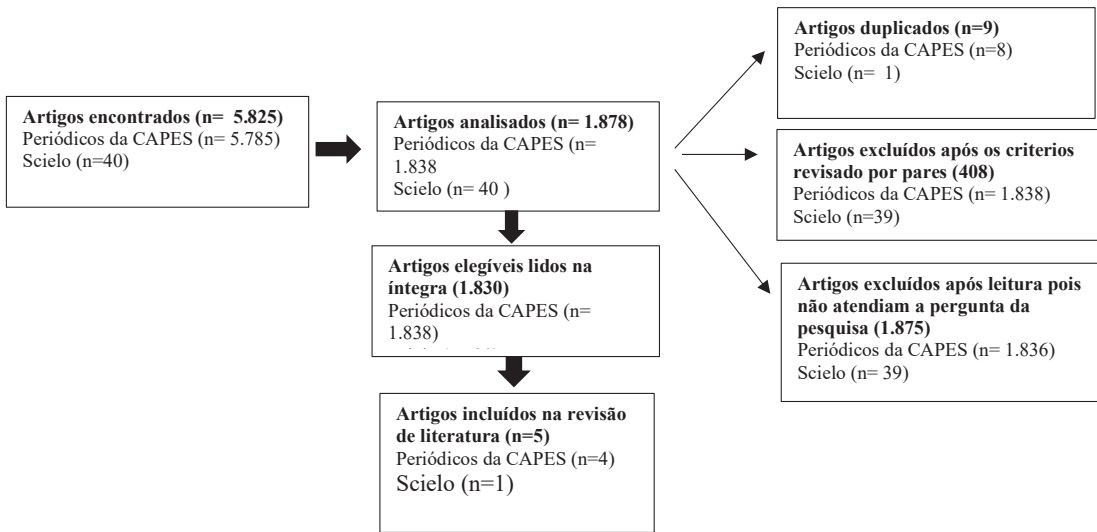 Artigos encontrados (n= 5.825)
Periódicos da CAPES (n= 5.785)
Scielo (n=40)
Artigos analisados (n= 1.878)
Periódicos da CAPES (n=
1.838
Scielo (n= 40 )
Artigos duplicados (n=9)
Periódicos da CAPES (n=8)
Scielo (n= 1)
Artigos excluídos após os criterios
revisado por pares (408)
Periódicos da CAPES (n= 1.838)
Scielo (n=39)
Artigos excluídos após leitura pois
não atendiam a pergunta da
pesquisa (1.875)
Periódicos da CAPES (n= 1.836)
Scielo (n= 39)
Artigos elegíveis lidos na
íntegra (1.830)
Periódicos da CAPES (n=
1.838)
Artigos incluídos na revisão
de literatura (n=5)
Periódicos da CAPES (n=4)
Scielo (n=1)